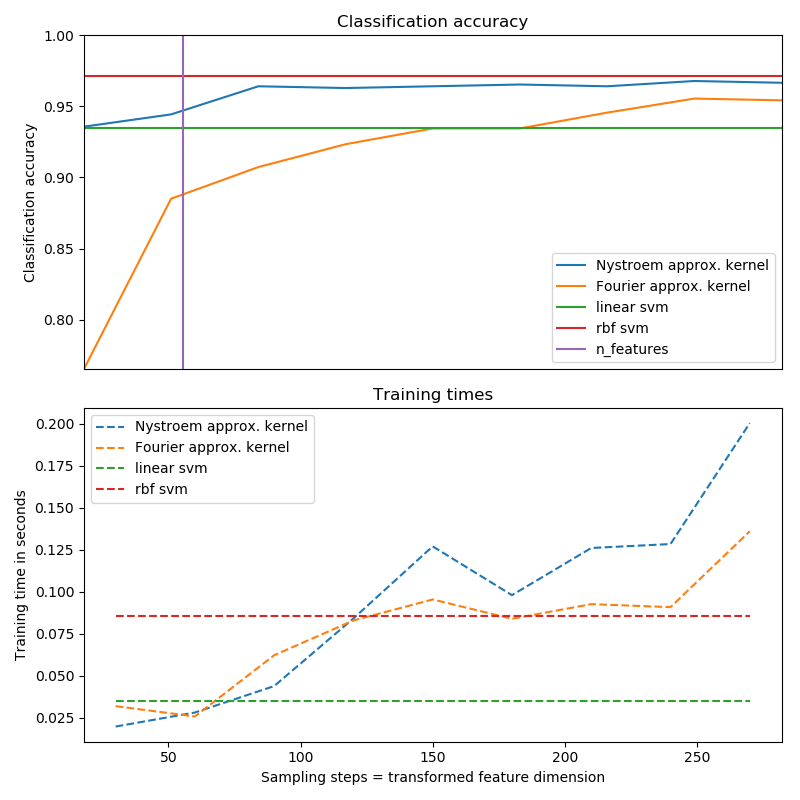 Classification accuracy
1.00
0.95
0.90
0.85
0.80
Classification accuracy
Nystroem approx. kernel
Fourier approx. kernel
linear svm
rbf svm
n_features
Training times
0.200
0.175
0.150
0.125
0.100
0.075
0.050
0.025
Training time in seconds
Nystroem approx. kernel
Fourier approx. kernel
linear svm
rbf svm
50 100 150 200 250
Sampling steps = transformed feature dimension